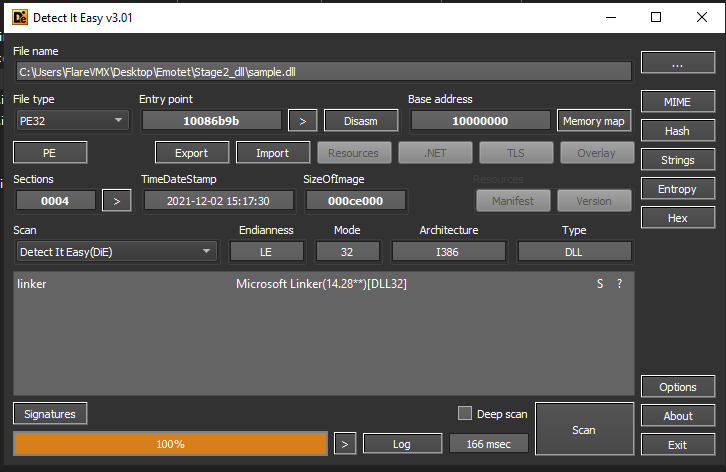 Detect It Easy v3.01
File name
C:\Users\FlareVMX\Desktop\Emotet\Stage2_dll\sample.dll
...
File type Entry point Base address
PE32 10086b9b > Disasm 10000000 Memory map MIME
PE Export Import Resources .NET TLS Overlay Hash
Strings
Sections TimeDateStamp SizeOfImage Resources
0004 > 2021-12-02 15:17:30 000ce000 Manifest Version Entropy
Hex
Scan Endianness Mode Architecture Type
Detect It Easy(DiE) LE 32 I386 DLL
linker Microsoft Linker(14.28**)[DLL32] S ?
Options
Signatures Deep scan Scan About
100% > Log 166 msec Exit